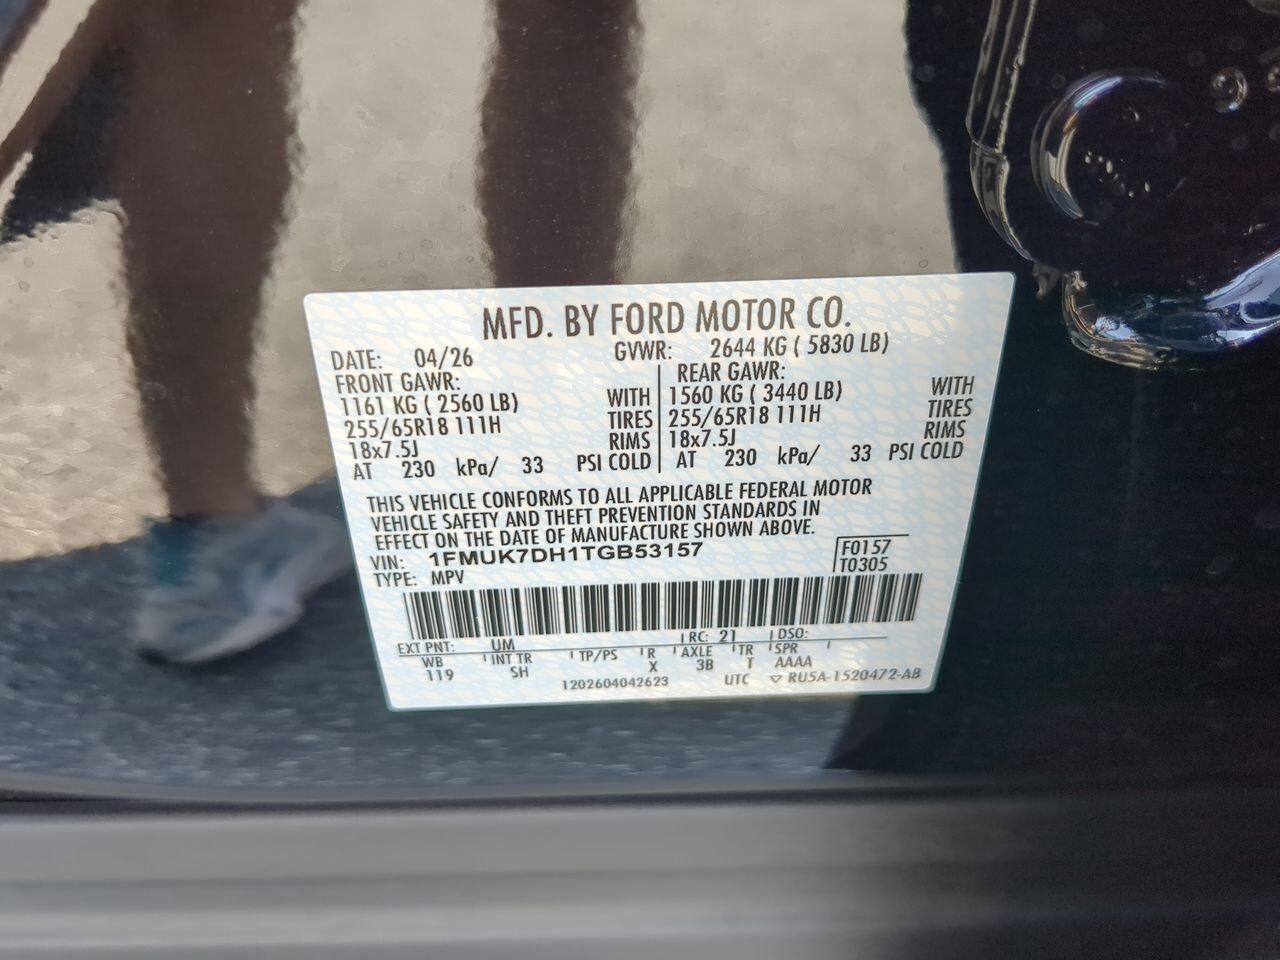 MFD. BY FORD MOTOR CO.
DATE: 04/26 GVWR: 2644 KG ( 5830 LB)
FRONT GAWR: REAR GAWR:
1161 KG ( 2560 LB) WITH 1560 KG ( 3440 LB) WITH
255/65R18 111H TIRES 255/65R18 111H TIRES
18x7.5J RIMS 18x7.5J RIMS
AT 230 kPa/ 33 PSI COLD AT 230 kPa/ 33 PSI COLD
THIS VEHICLE CONFORMS TO ALL APPLICABLE FEDERAL MOTOR
VEHICLE SAFETY AND THEFT PREVENTION STANDARDS IN
EFFECT ON THE DATE OF MANUFACTURE SHOWN ABOVE.
VIN: 1FMUK7DH1TGB53157 F0157
TYPE: MPV T0305
EXT PNT: UM RC: 21 DSO:
WB INT TR TP/PS R AXLE TR SPR
119 SH X 3B T AAAA
1202604042623 UTC ▽ RU5A-1520472-AB